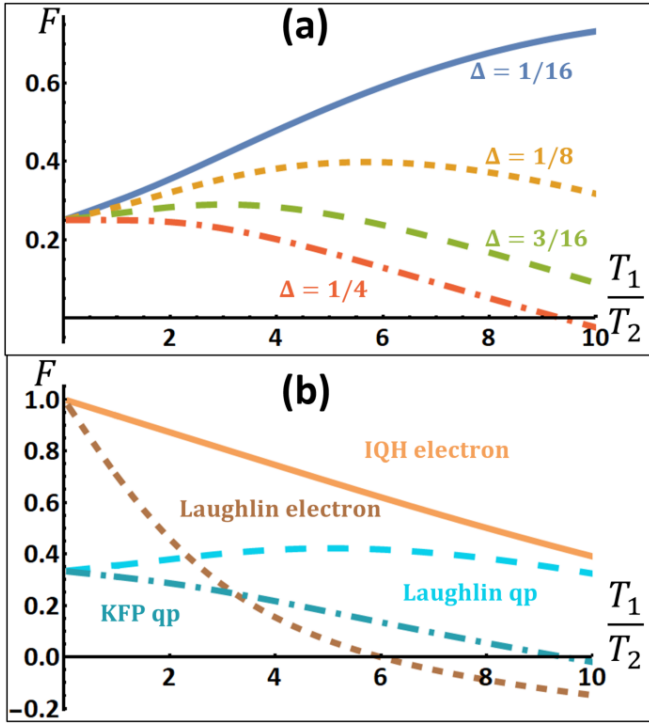 F
(a)
0.6
Δ = 1/16
0.4
Δ = 1/8
0.2
Δ = 3/16
Δ = 1/4
T₁
T₂
2 4 6 8 10
F
(b)
1.0
IQH electron
0.8
Laughlin electron
0.6
0.4
Laughlin qp
KFP qp
0.2
T₁
T₂
0.0
2 4 6 8 10
−0.2